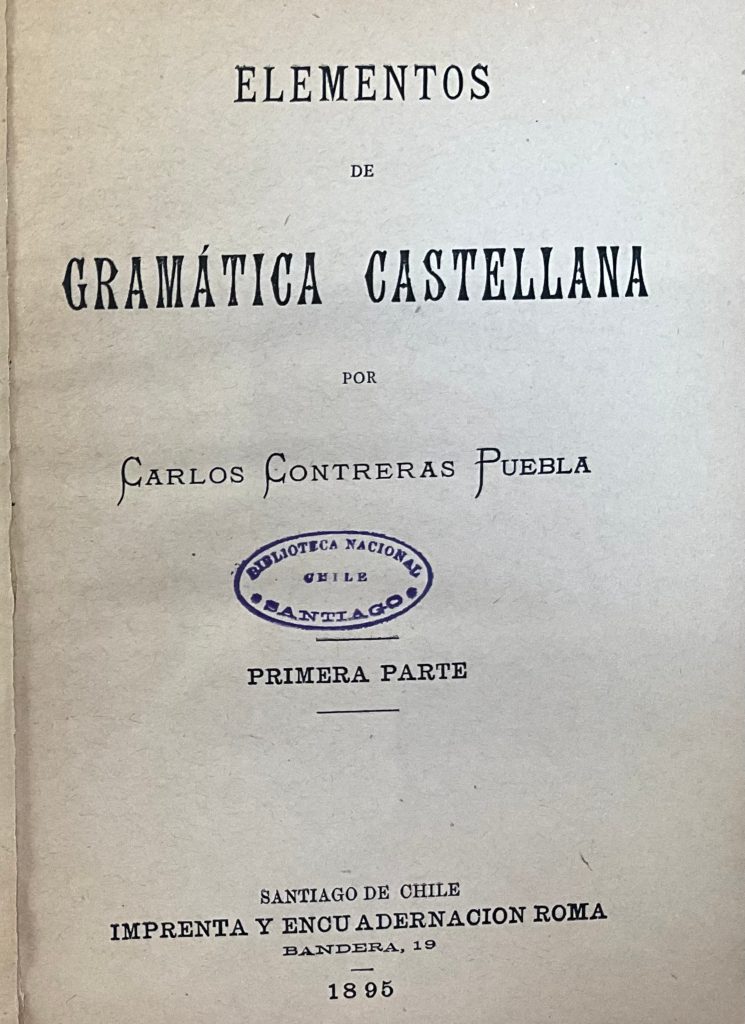 ELEMENTOS
DE
GRAMÁTICA CASTELLANA
POR
CARLOS CONTRERAS PUEBLA
BIBLIOTECA NACIONAL
CHILE
SANTIAGO
PRIMERA PARTE
SANTIAGO DE CHILE
IMPRENTA Y ENCUADERNACION ROMA
BANDERA, 19
1895